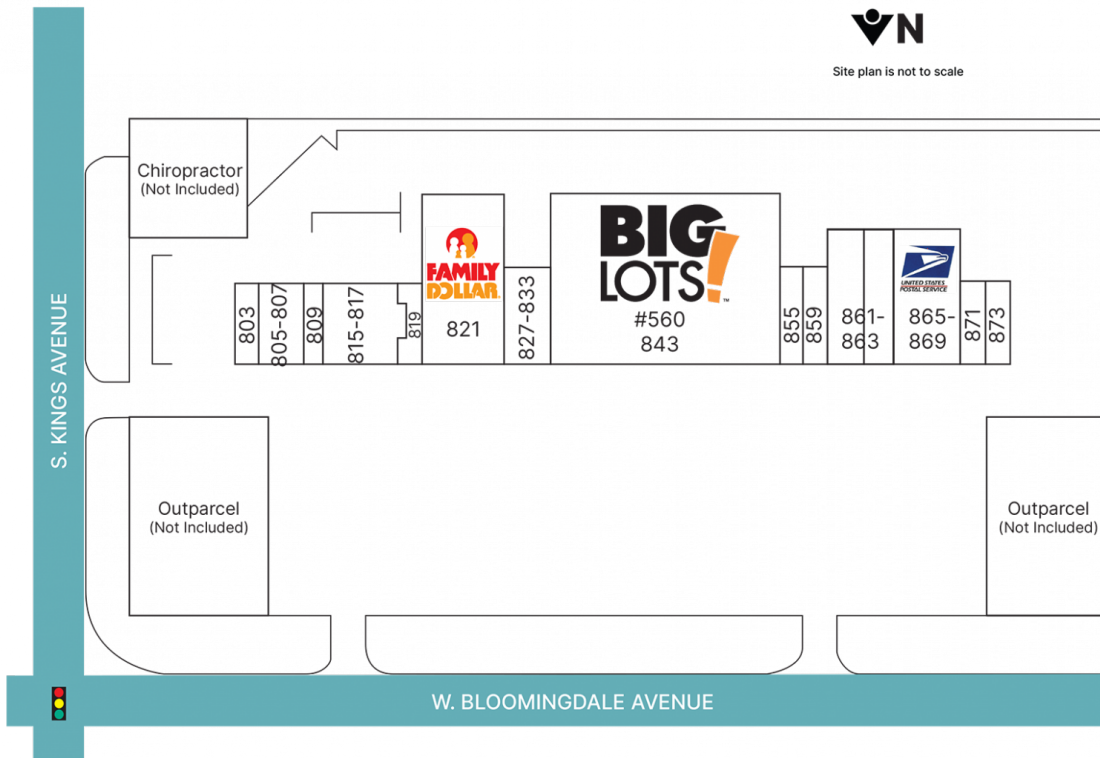 N
Site plan is not to scale
Chiropractor
(Not Included)
S. KINGS AVENUE
803
805-807
809
815-817
819
FAMILY
DOLLAR.
821
827-833
BIG
LOTS!™
#560
843
855
859
861-
863
UNITED STATES
POSTAL SERVICE
865-
869
871
873
Outparcel
(Not Included)
Outparcel
(Not Included)
W. BLOOMINGDALE AVENUE